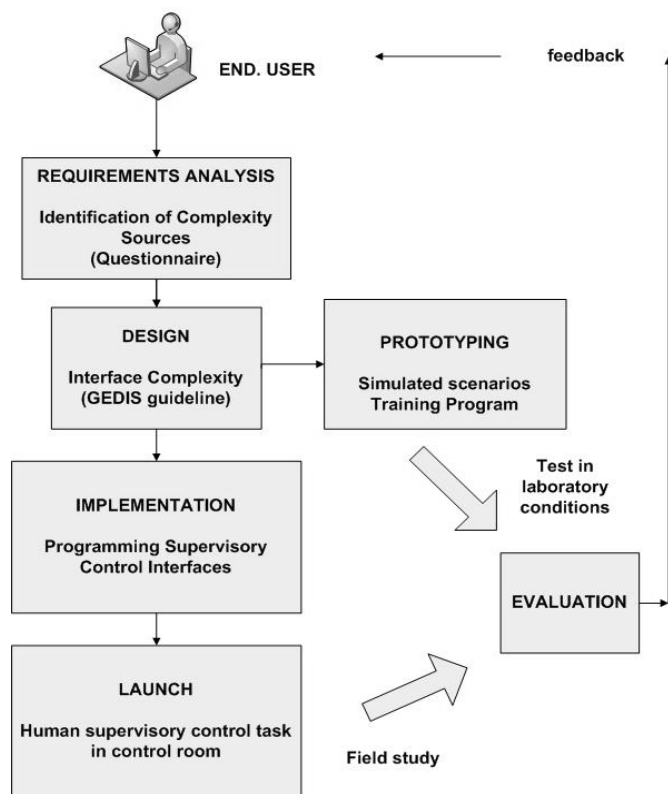 END. USER
feedback
REQUIREMENTS ANALYSIS
Identification of Complexity
Sources
(Questionnaire)
DESIGN
Interface Complexity
(GEDIS guideline)
PROTOTYPING
Simulated scenarios
Training Program
Test in
laboratory
conditions
IMPLEMENTATION
Programming Supervisory
Control Interfaces
EVALUATION
LAUNCH
Human supervisory control task
in control room
Field study